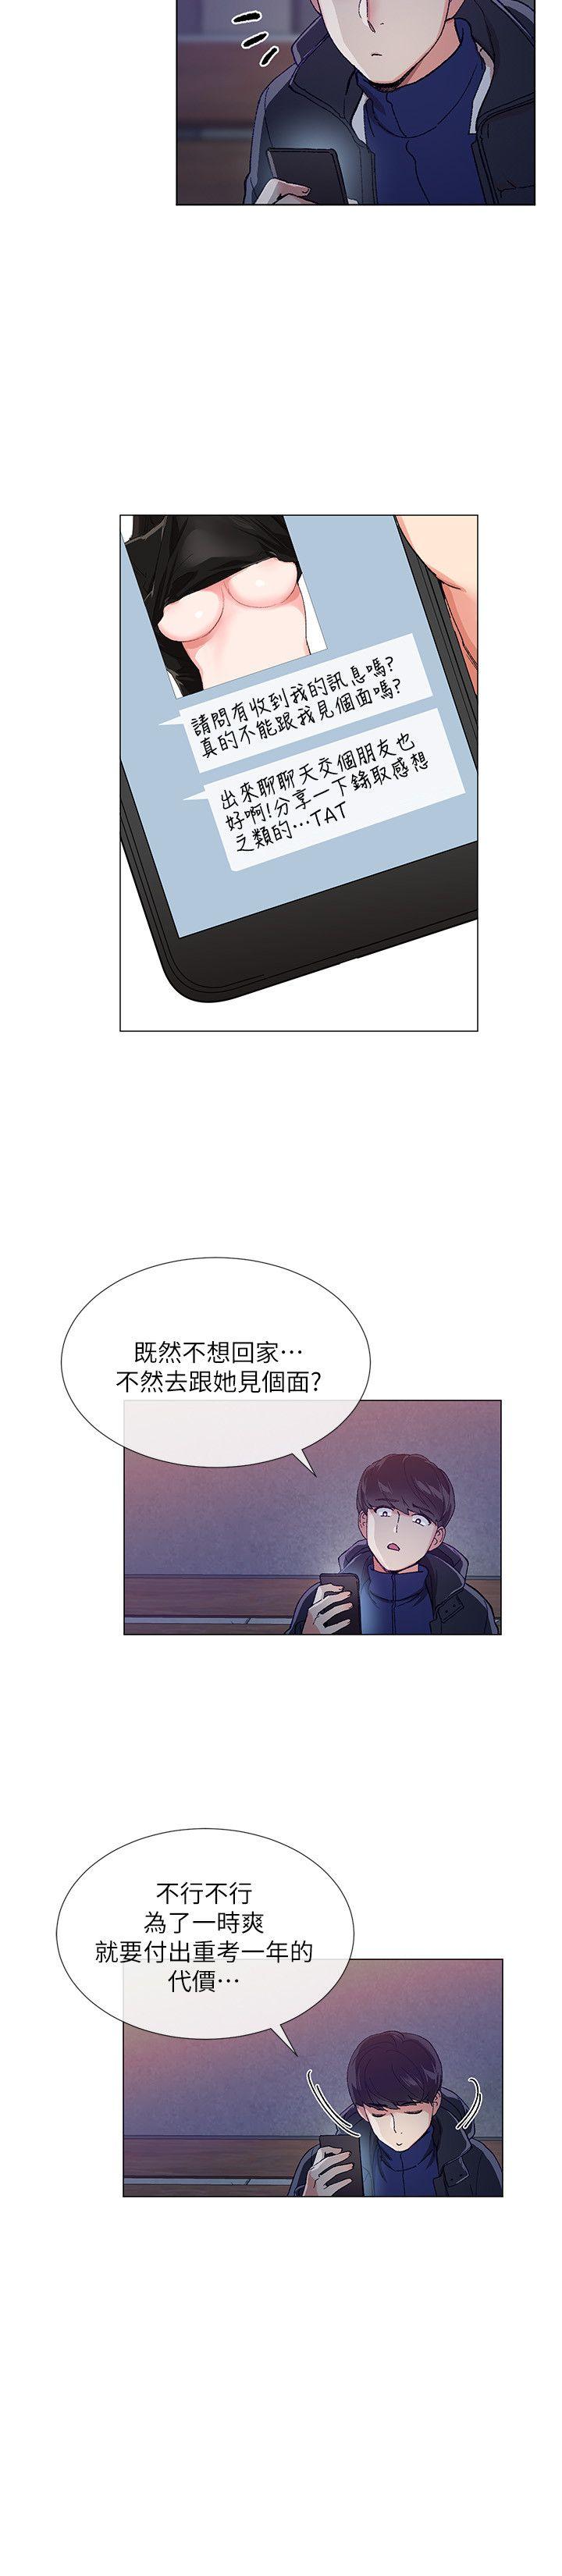 請問有收到我的訊息嗎?
真的不能跟我見個面嗎?
出來聊聊天交個朋友也
好啊!分享一下錄取感想
之類的…TAT
既然不想回家…
不然去跟她見個面?
不行不行
為了一時爽
就要付出重考一年的
代價…